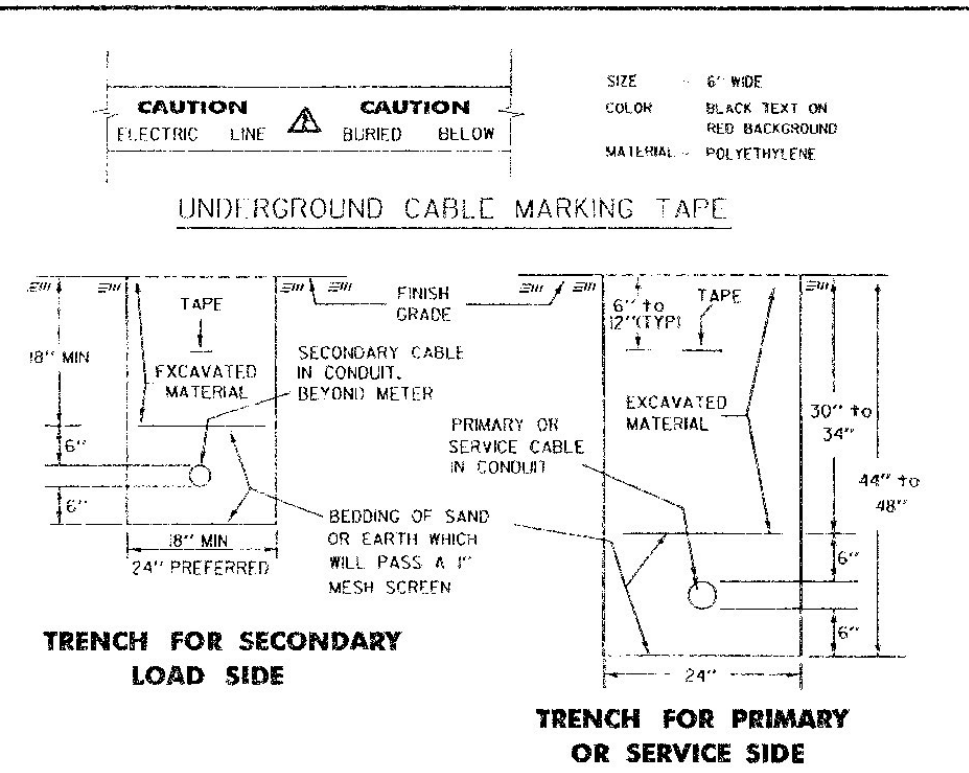 CAUTION CAUTION
ELECTRIC LINE BURIED BELOW
SIZE - 6" WIDE
COLOR BLACK TEXT ON
RED BACKGROUND
MATERIAL - POLYETHYLENE
UNDERGROUND CABLE MARKING TAPE
TAPE
18" MIN
EXCAVATED
MATERIAL
6"
6"
18" MIN
24" PREFERRED
FINISH
GRADE
SECONDARY CABLE
IN CONDUIT,
BEYOND METER
PRIMARY OR
SERVICE CABLE
IN CONDUIT
BEDDING OF SAND
OR EARTH WHICH
WILL PASS A 1"
MESH SCREEN
TRENCH FOR SECONDARY
LOAD SIDE
6" to
12"(TYP)
TAPE
EXCAVATED
MATERIAL
30" to
34"
44" to
48"
6"
6"
24"
TRENCH FOR PRIMARY
OR SERVICE SIDE